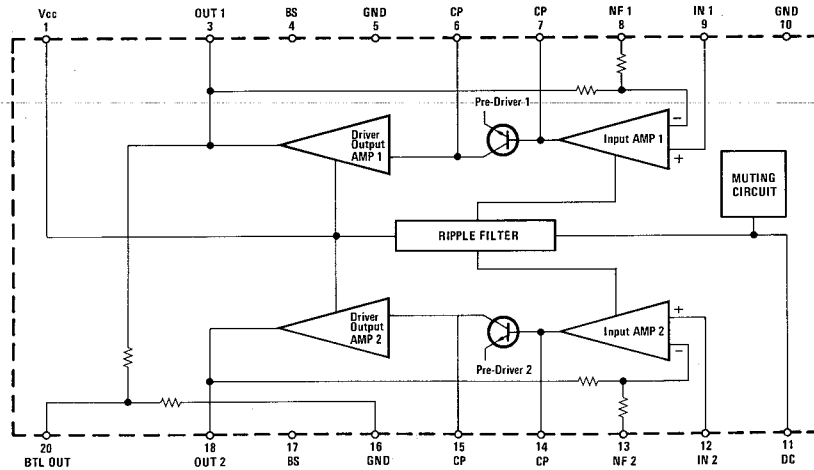 Vcc OUT 1 BS GND CP CP NF 1 IN 1 GND
1 3 4 5 6 7 8 9 10
Pre-Driver 1
Driver
Output
AMP 1
Input AMP 1
−
+
MUTING
CIRCUIT
RIPPLE FILTER
Driver
Output
AMP 2
Input AMP 2
+
−
Pre-Driver 2
20 18 17 16 15 14 13 12 11
BTL OUT OUT 2 BS GND CP CP NF 2 IN 2 DC